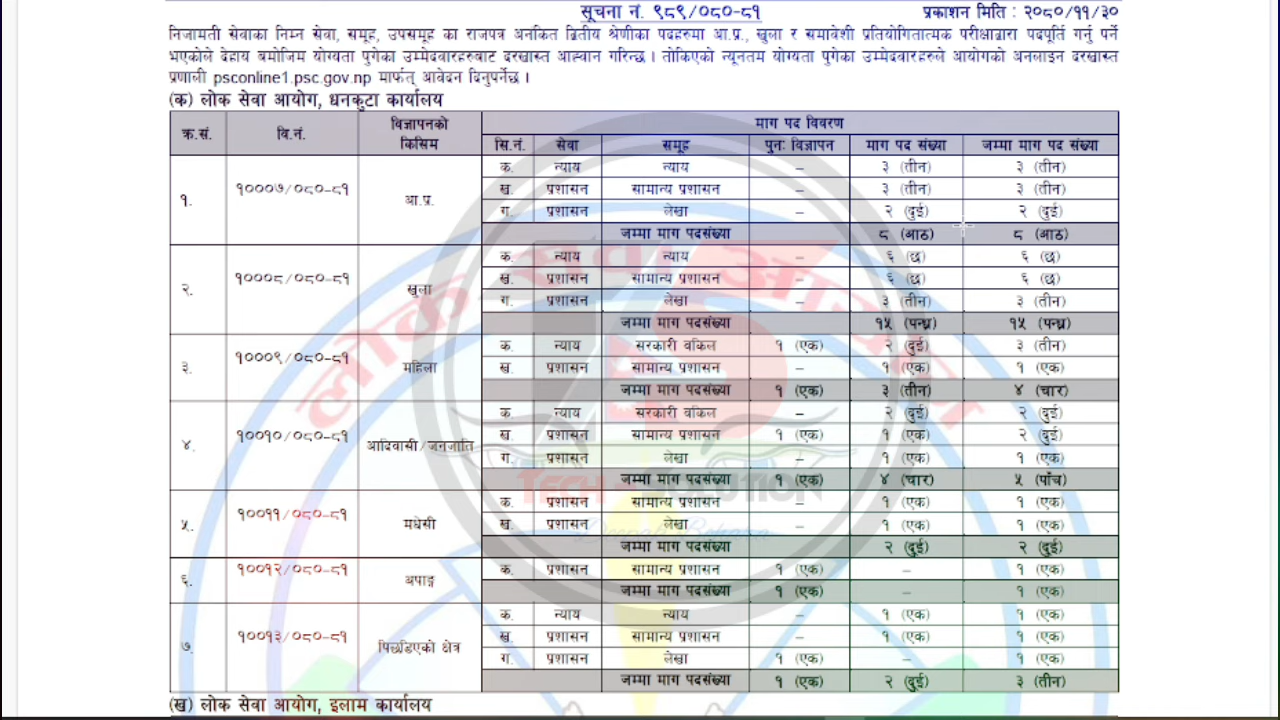 सूचना नं. ९८९/०८०-८१ प्रकाशन मिति : २०८०/११/३०
निजामती सेवाका निम्न सेवा, समूह, उपसमूह का राजपत्र अनंकित द्वितीय श्रेणीका पदहरुमा आ.प्र., खुला र समावेशी प्रतियोगितात्मक परीक्षाद्वारा पदपूर्ति गर्नु पर्ने
भएकोले देहाय बमोजिम योग्यता पुगेका उम्मेदवारहरुबाट दरखास्त आह्वान गरिन्छ । तोकिएको न्यूनतम योग्यता पुगेका उम्मेदवारहरुले आयोगको अनलाइन दरखास्त
प्रणाली psconline1.psc.gov.np मार्फत् आवेदन दिनुपर्नेछ ।
(क) लोक सेवा आयोग, धनकुटा कार्यालय
क्र.सं. वि.नं. विज्ञापनको किसिम माग पद विवरण
सि.नं. सेवा समूह पुनः विज्ञापन माग पद संख्या जम्मा माग पद संख्या
१. १०००७/०८०-८१ आ.प्र. क. न्याय न्याय – ३ (तीन) ३ (तीन)
ख. प्रशासन सामान्य प्रशासन – ३ (तीन) ३ (तीन)
ग. प्रशासन लेखा – २ (दुई) २ (दुई)
जम्मा माग पदसंख्या ८ (आठ) ८ (आठ)
२. १०००८/०८०-८१ खुला क. न्याय न्याय – ६ (छ) ६ (छ)
ख. प्रशासन सामान्य प्रशासन – ६ (छ) ६ (छ)
ग. प्रशासन लेखा – ३ (तीन) ३ (तीन)
जम्मा माग पदसंख्या १५ (पन्ध्र) १५ (पन्ध्र)
३. १०००९/०८०-८१ महिला क. न्याय सरकारी वकिल १ (एक) २ (दुई) ३ (तीन)
ख. प्रशासन सामान्य प्रशासन – १ (एक) १ (एक)
जम्मा माग पदसंख्या १ (एक) ३ (तीन) ४ (चार)
४. १००१०/०८०-८१ आदिवासी/जनजाति क. न्याय सरकारी वकिल – २ (दुई) २ (दुई)
ख. प्रशासन सामान्य प्रशासन १ (एक) १ (एक) २ (दुई)
ग. प्रशासन लेखा – १ (एक) १ (एक)
जम्मा माग पदसंख्या १ (एक) ४ (चार) ५ (पाँच)
५. १००११/०८०-८१ मधेसी क. प्रशासन सामान्य प्रशासन – १ (एक) १ (एक)
ख. प्रशासन लेखा – १ (एक) १ (एक)
जम्मा माग पदसंख्या २ (दुई) २ (दुई)
६. १००१२/०८०-८१ अपाङ्ग क. प्रशासन सामान्य प्रशासन १ (एक) – १ (एक)
जम्मा माग पदसंख्या १ (एक) – १ (एक)
७. १००१३/०८०-८१ पिछडिएको क्षेत्र क. न्याय न्याय – १ (एक) १ (एक)
ख. प्रशासन सामान्य प्रशासन – १ (एक) १ (एक)
ग. प्रशासन लेखा १ (एक) – १ (एक)
जम्मा माग पदसंख्या १ (एक) २ (दुई) ३ (तीन)
(ख) लोक सेवा आयोग, इलाम कार्यालय
लोक सेवा आयोग